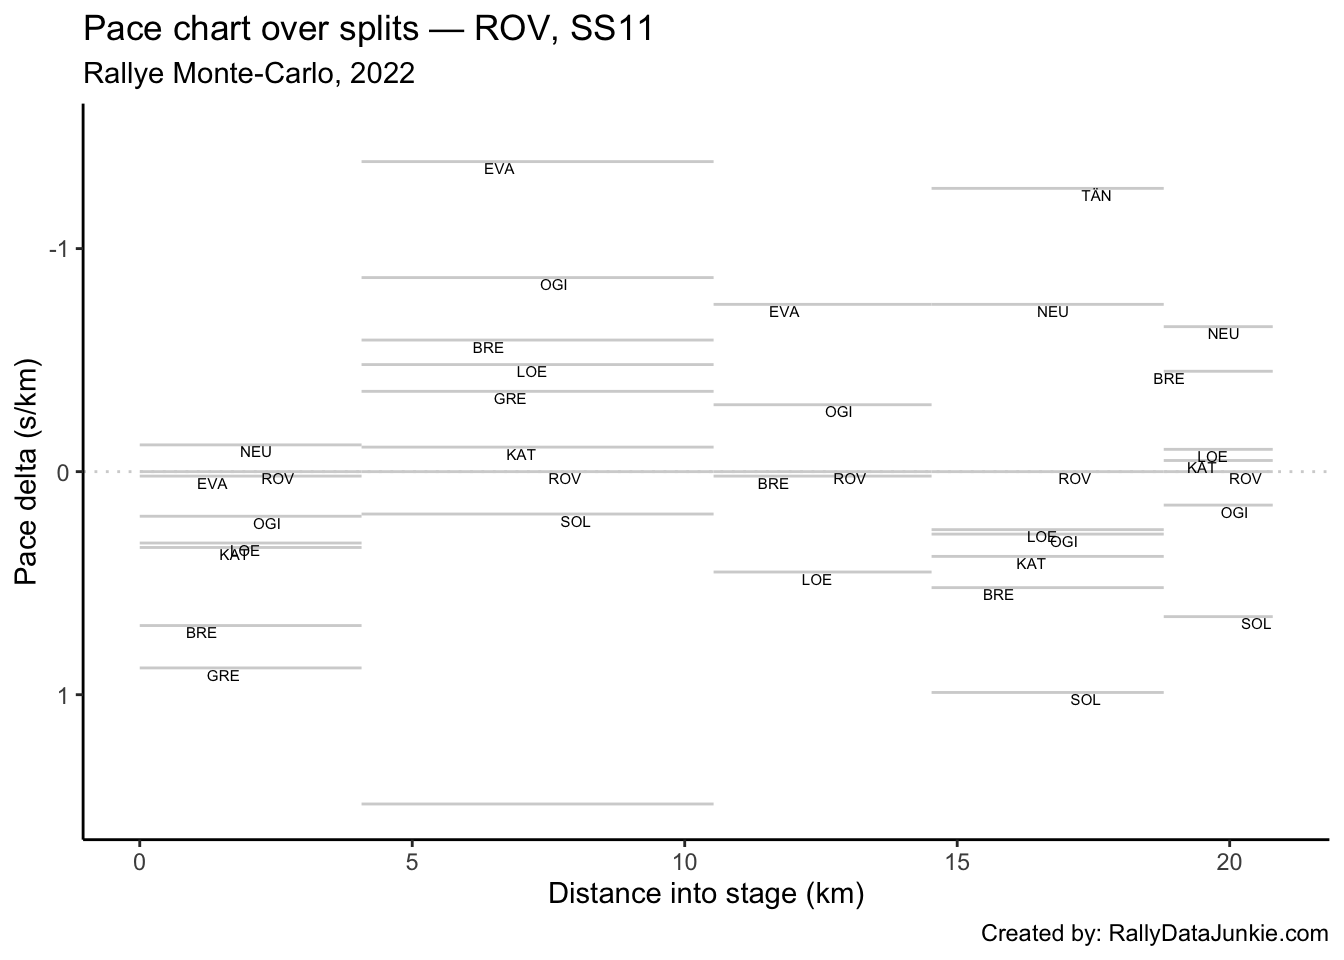 Pace chart over splits — ROV, SS11
Rallye Monte-Carlo, 2022
Pace delta (s/km)
-1
0
1
NEU
ROV
EVA
OGI
LOE
KAT
BRE
GRE
EVA
OGI
BRE
LOE
GRE
KAT
ROV
SOL
EVA
OGI
BRE
ROV
LOE
TÄN
NEU
ROV
LOE
OGI
KAT
BRE
SOL
NEU
BRE
LOE
KAT
ROV
OGI
SOL
0
5
10
15
20
Distance into stage (km)
Created by: RallyDataJunkie.com